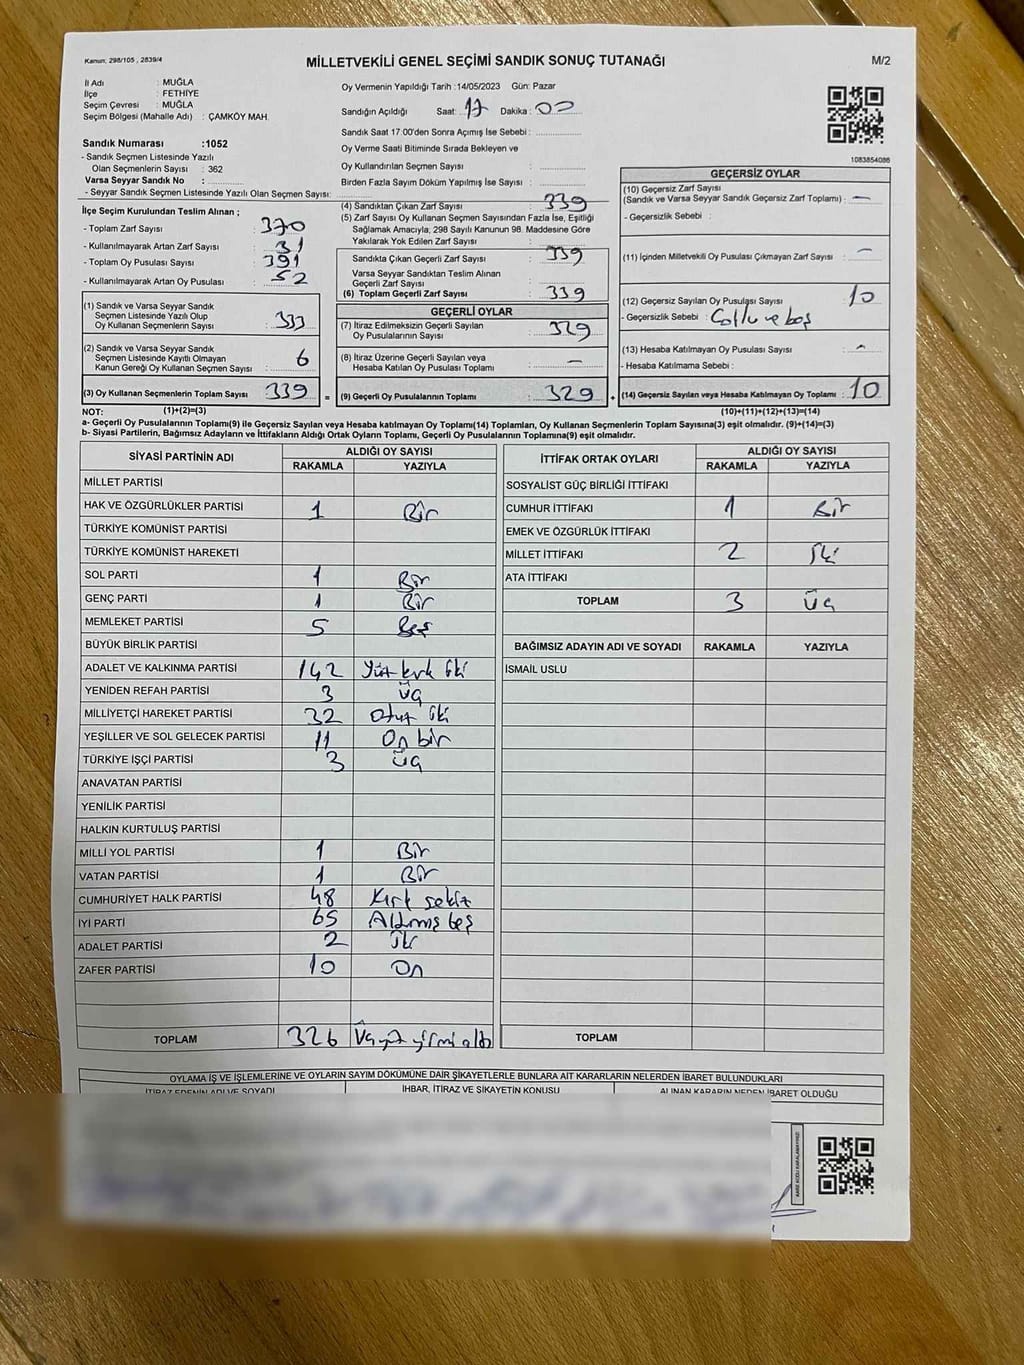 Kanun, 298/105 , 2839/4
MİLLETVEKİLİ GENEL SEÇİMİ SANDIK SONUÇ TUTANAĞI
M/2
İl Adı : MUĞLA
İlçe : FETHİYE
Seçim Çevresi : MUĞLA
Seçim Bölgesi (Mahalle Adı) : ÇAMKÖY MAH.
Sandık Numarası :1052
- Sandık Seçmen Listesinde Yazılı
Olan Seçmenlerin Sayısı : 362
Varsa Seyyar Sandık No :
- Seyyar Sandık Seçmen Listesinde Yazılı Olan Seçmen Sayısı:
İlçe Seçim Kurulundan Teslim Alınan ;
- Toplam Zarf Sayısı : 370
- Kullanılmayarak Artan Zarf Sayısı : 31
- Toplam Oy Pusulası Sayısı : 391
- Kullanılmayarak Artan Oy Pusulası : 52
(1) Sandık ve Varsa Seyyar Sandık
Seçmen Listesinde Yazılı Olup
Oy Kullanan Seçmenlerin Sayısı : 333
(2) Sandık ve Varsa Seyyar Sandık
Seçmen Listesinde Kayıtlı Olmayan
Kanun Gereği Oy Kullanan Seçmen Sayısı : 6
(3) Oy Kullanan Seçmenlerin Toplam Sayısı : 339
Oy Vermenin Yapıldığı Tarih :14/05/2023 Gün: Pazar
Sandığın Açıldığı Saat: 17 Dakika : 00
Sandık Saat 17:00'den Sonra Açımış İse Sebebi :
Oy Verme Saati Bitiminde Sırada Bekleyen ve
Oy Kullandırılan Seçmen Sayısı :
Birden Fazla Sayım Döküm Yapılmış İse Sayısı :
(4) Sandıktan Çıkan Zarf Sayısı : 339
(5) Zarf Sayısı Oy Kullanan Seçmen Sayısından Fazla İse, Eşitliği
Sağlamak Amacıyla; 298 Sayılı Kanunun 98. Maddesine Göre
Yakılarak Yok Edilen Zarf Sayısı :
Sandıkta Çıkan Geçerli Zarf Sayısı : 339
Varsa Seyyar Sandıktan Teslim Alınan
Geçerli Zarf Sayısı :
(6) Toplam Geçerli Zarf Sayısı : 339
GEÇERLİ OYLAR
(7) İtiraz Edilmeksizin Geçerli Sayılan
Oy Pusulalarının Sayısı : 329
(8) İtiraz Üzerine Geçerli Sayılan veya
Hesaba Katılan Oy Pusulası Toplamı : —
= (9) Geçerli Oy Pusulalarının Toplamı : 329 +
1083854086
GEÇERSİZ OYLAR
(10) Geçersiz Zarf Sayısı
(Sandık ve Varsa Seyyar Sandık Geçersiz Zarf Toplamı) : —
- Geçersizlik Sebebi :
(11) İçinden Milletvekili Oy Pusulası Çıkmayan Zarf Sayısı : —
(12) Geçersiz Sayılan Oy Pusulası Sayısı : 10
- Geçersizlik Sebebi :
(13) Hesaba Katılmayan Oy Pusulası Sayısı : -
- Hesaba Katılmama Sebebi :
(14) Geçersiz Sayılan veya Hesaba Katılmayan Oy Toplamı : 10
NOT: (1)+(2)=(3) (10)+(11)+(12)+(13)=(14)
a- Geçerli Oy Pusulalarının Toplamı(9) ile Geçersiz Sayılan veya Hesaba katılmayan Oy Toplamı(14) Toplamları, Oy Kullanan Seçmenlerin Toplam Sayısına(3) eşit olmalıdır. (9)+(14)=(3)
b- Siyasi Partilerin, Bağımsız Adayların ve İttifakların Aldığı Ortak Oyların Toplamı, Geçerli Oy Pusulalarının Toplamına(9) eşit olmalıdır.
SİYASİ PARTİNİN ADI ALDIĞI OY SAYISI
RAKAMLA YAZIYLA
MİLLET PARTİSİ
HAK VE ÖZGÜRLÜKLER PARTİSİ 1 Bir
TÜRKİYE KOMÜNİST PARTİSİ
TÜRKİYE KOMÜNİST HAREKETİ
SOL PARTİ 1 Bir
GENÇ PARTİ 1 Bir
MEMLEKET PARTİSİ 5 Beş
BÜYÜK BİRLİK PARTİSİ
ADALET VE KALKINMA PARTİSİ 142 Yüz kırk iki
YENİDEN REFAH PARTİSİ 3 Üç
MİLLİYETÇİ HAREKET PARTİSİ 32 Otuz iki
YEŞİLLER VE SOL GELECEK PARTİSİ 11 On bir
TÜRKİYE İŞÇİ PARTİSİ 3 Üç
ANAVATAN PARTİSİ
YENİLİK PARTİSİ
HALKIN KURTULUŞ PARTİSİ
MİLLİ YOL PARTİSİ 1 Bir
VATAN PARTİSİ 1 Bir
CUMHURİYET HALK PARTİSİ 48 Kırk sekiz
İYİ PARTİ 65 Altmış beş
ADALET PARTİSİ 2 İki
ZAFER PARTİSİ 10 On
TOPLAM 326 Üç yüz yirmi altı
İTTİFAK ORTAK OYLARI ALDIĞI OY SAYISI
RAKAMLA YAZIYLA
SOSYALİST GÜÇ BİRLİĞİ İTTİFAKI
CUMHUR İTTİFAKI 1 Bir
EMEK VE ÖZGÜRLÜK İTTİFAKI
MİLLET İTTİFAKI 2 İki
ATA İTTİFAKI
TOPLAM 3 Üç
BAĞIMSIZ ADAYIN ADI VE SOYADI RAKAMLA YAZIYLA
İSMAİL USLU
TOPLAM
OYLAMA İŞ VE İŞLEMLERİNE VE OYLARIN SAYIM DÖKÜMÜNE DAİR ŞİKAYETLERLE BUNLARA AİT KARARLARIN NELERDEN İBARET BULUNDUKLARI
İTİRAZ EDENİN ADI VE SOYADI İHBAR, İTİRAZ VE ŞİKAYETİN KONUSU ALINAN KARARIN NEDEN İBARET OLDUĞU